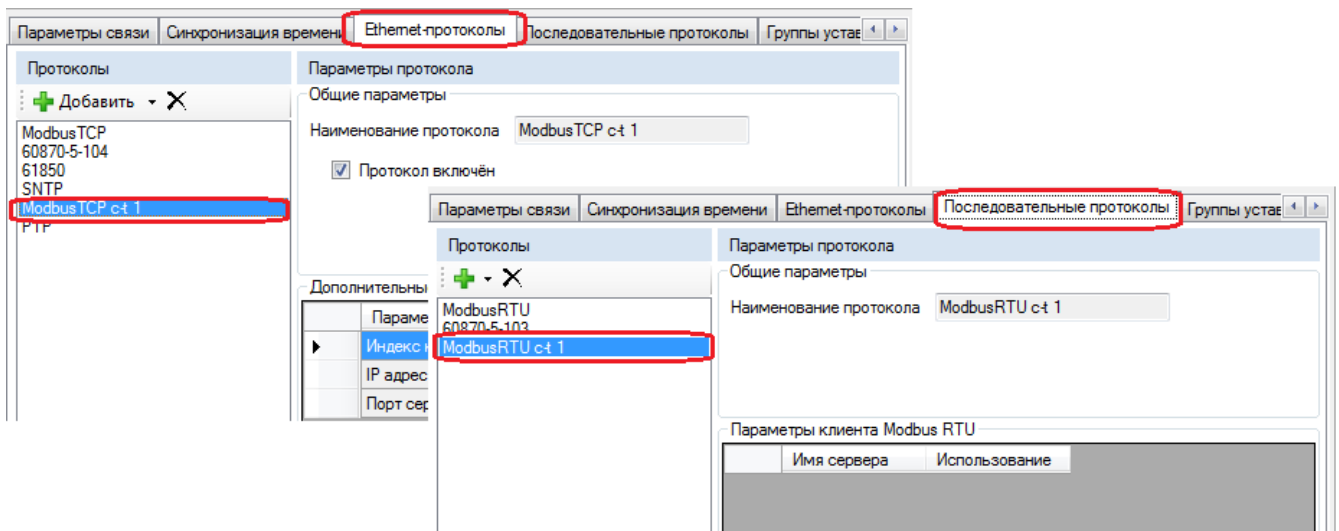 Параметры связи Синхронизация времени Ethernet-протоколы Последовательные протоколы Группы устав
Протоколы
Параметры протокола
Добавить
Общие параметры
ModbusTCP
60870-5-104
61850
SNTP
ModbusTCP c-t 1
PTP
Наименование протокола ModbusTCP c-t 1
Протокол включён
Дополнительны
Параме
Индекс к
IP адрес
Порт сер
Параметры связи Синхронизация времени Ethernet-протоколы Последовательные протоколы Группы устав
Протоколы
Параметры протокола
Общие параметры
ModbusRTU
60870-5-103
ModbusRTU c-t 1
Наименование протокола ModbusRTU c-t 1
Параметры клиента Modbus RTU
Имя сервера Использование